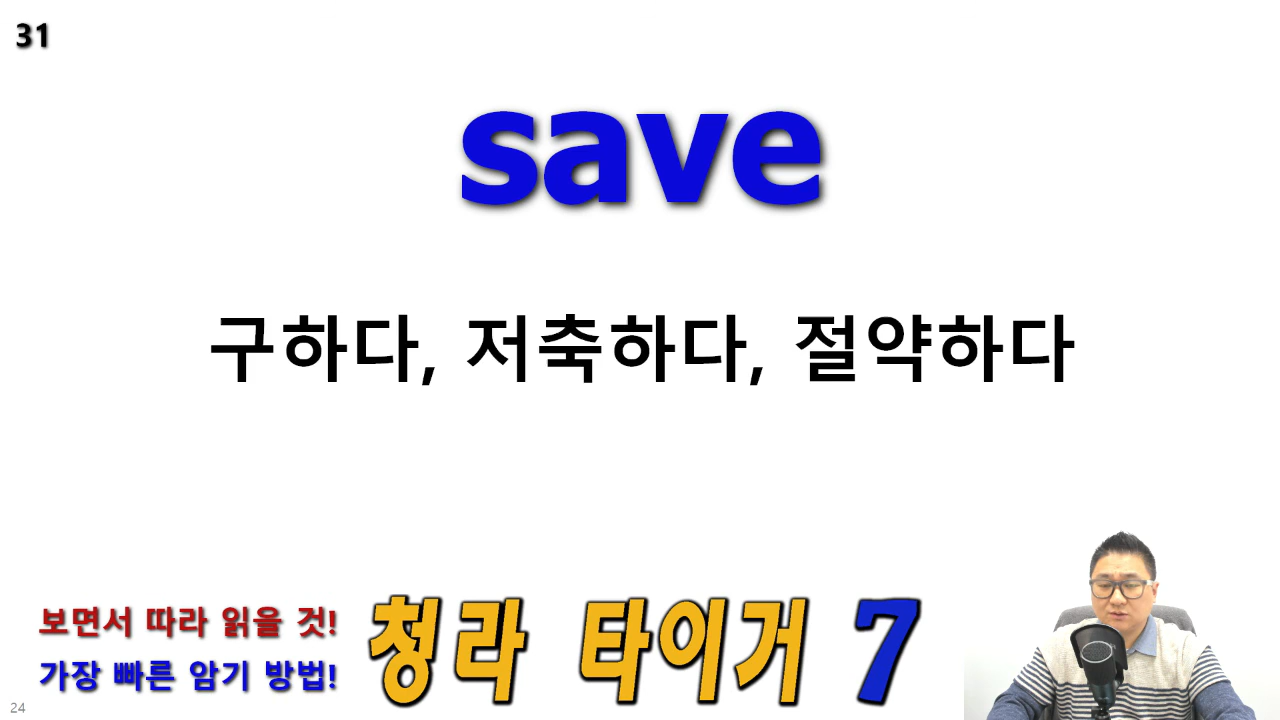 31
save
구하다, 저축하다, 절약하다
보면서 따라 읽을 것!
가장 빠른 암기 방법!
청라 타이거 7
24